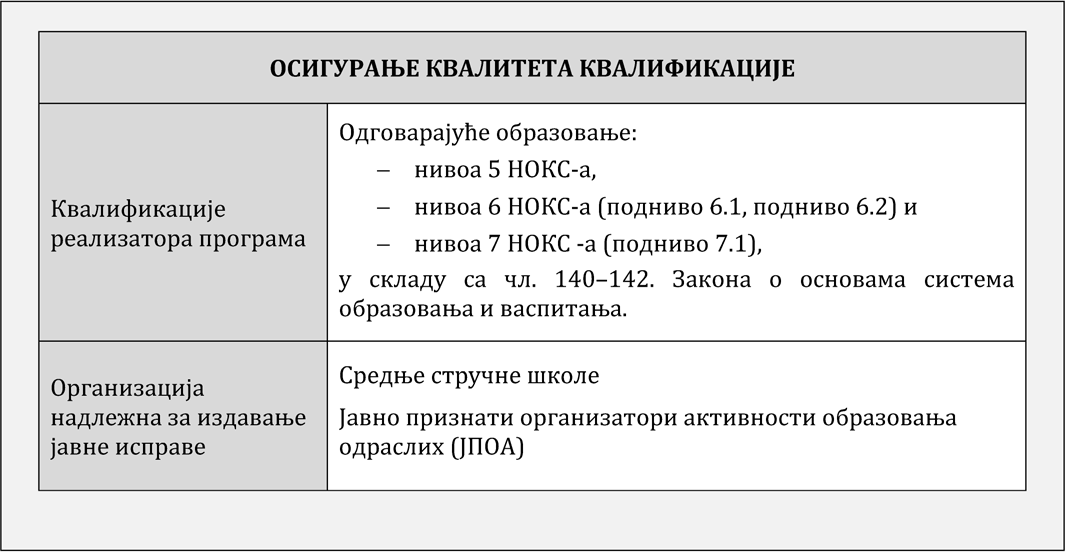 ОСИГУРАЊЕ КВАЛИТЕТА КВАЛИФИКАЦИЈЕ
Квалификације
реализатора програма
Одговарајуће образовање:
– нивоа 5 НОКС-а,
– нивоа 6 НОКС-а (подниво 6.1, подниво 6.2) и
– нивоа 7 НОКС -а (подниво 7.1),
у складу са чл. 140–142. Закона о основама система
образовања и васпитања.
Организација
надлежна за издавање
јавне исправе
Средње стручне школе
Јавно признати организатори активности образовања
одраслих (ЈПОА)